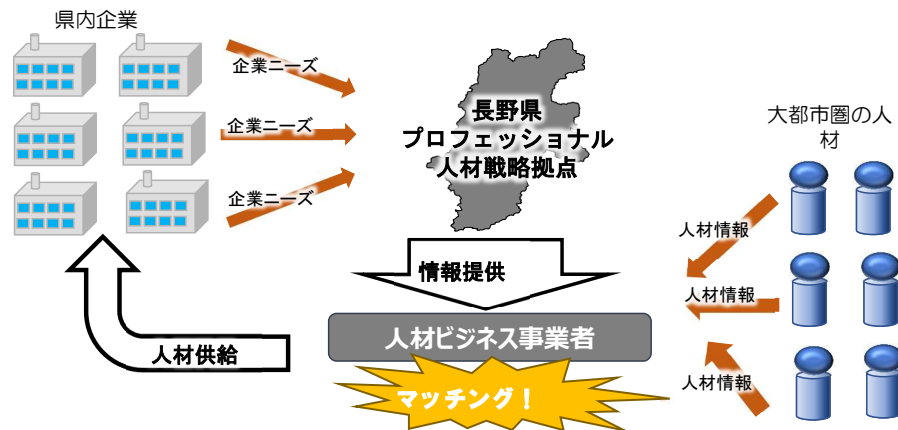 県内企業
企業ニーズ
企業ニーズ
企業ニーズ
長野県
プロフェッショナル
人材戦略拠点
大都市圏の人
材
人材情報
人材情報
人材情報
情報提供
人材ビジネス事業者
マッチング！
人材供給